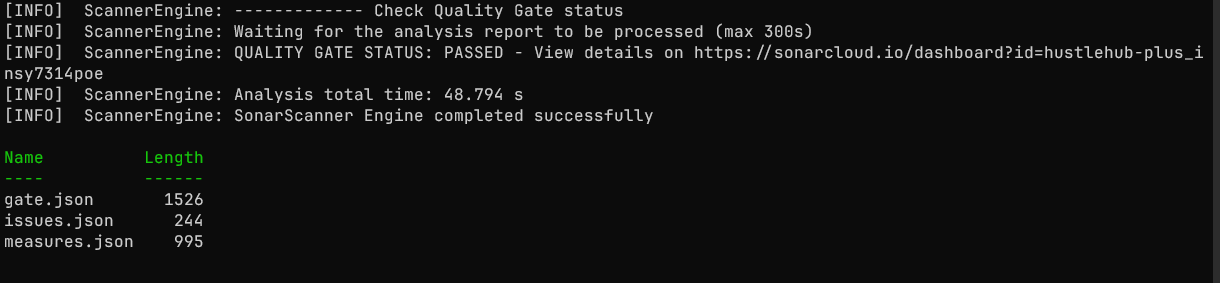 [INFO]  ScannerEngine: ------------- Check Quality Gate status
[INFO]  ScannerEngine: Waiting for the analysis report to be processed (max 300s)
[INFO]  ScannerEngine: QUALITY GATE STATUS: PASSED - View details on https://sonarcloud.io/dashboard?id=hustlehub-plus_i
nsy7314poe
[INFO]  ScannerEngine: Analysis total time: 48.794 s
[INFO]  ScannerEngine: SonarScanner Engine completed successfully
Name          Length
----          ------
gate.json       1526
issues.json      244
measures.json    995